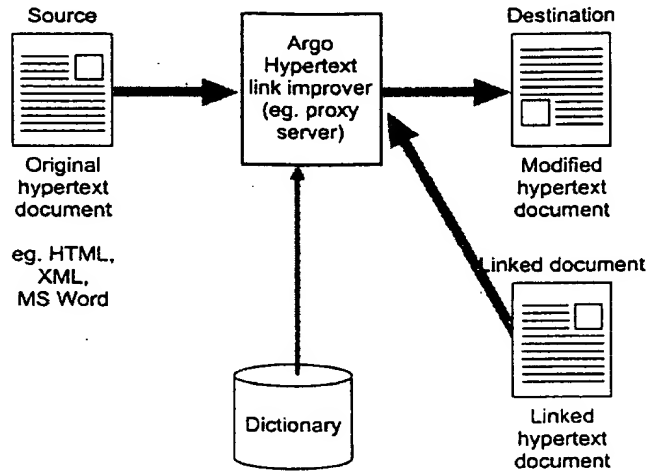 Source
Original
hypertext
document
eg. HTML,
XML,
MS Word
Argo
Hypertext
link improver
(eg. proxy
server)
Destination
Modified
hypertext
document
Linked document
Linked
hypertext
document
Dictionary